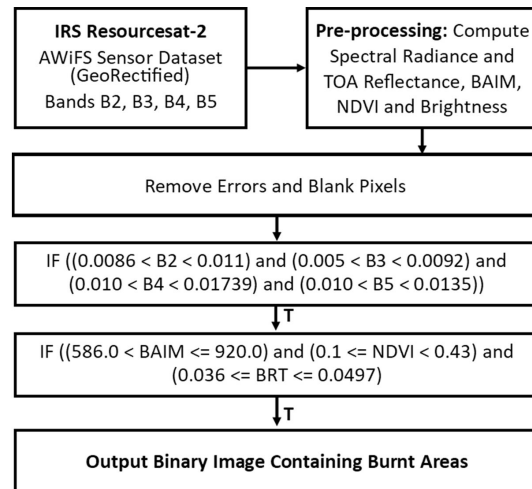 IRS Resourcesat-2
AWiFS Sensor Dataset
(GeoRectified)
Bands B2, B3, B4, B5
Pre-processing: Compute
Spectral Radiance and
TOA Reflectance, BAIM,
NDVI and Brightness
Remove Errors and Blank Pixels
IF ((0.0086 < B2 < 0.011) and (0.005 < B3 < 0.0092) and
(0.010 < B4 < 0.01739) and (0.010 < B5 < 0.0135))
T
IF ((586.0 < BAIM <= 920.0) and (0.1 <= NDVI < 0.43) and
(0.036 <= BRT <= 0.0497)
T
Output Binary Image Containing Burnt Areas